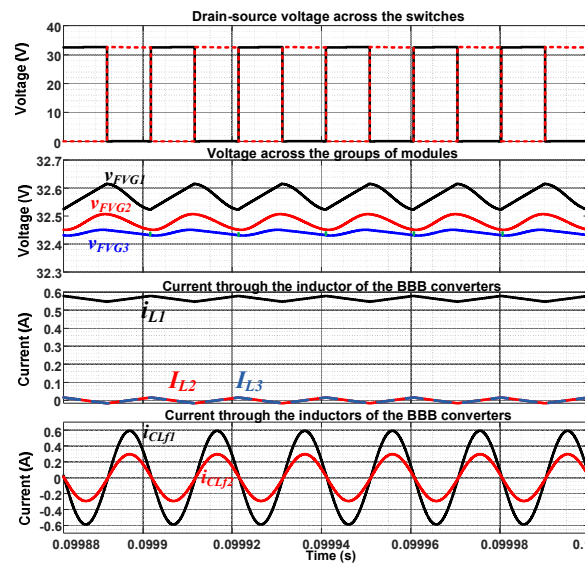 Drain-source voltage across the switches
Voltage (V)
40
30
20
10
0
Voltage across the groups of modules
Voltage (V)
32.7
32.6
32.5
32.4
32.3
vFVG1
vFVG2
vFVG3
Current through the inductor of the BBB converters
Current (A)
0.6
0.5
0.4
0.3
0.2
0.1
0
iL1
IL2
IL3
Current through the inductors of the BBB converters
Current (A)
0.6
0.4
0.2
0
-0.2
-0.4
-0.6
iCLf1
iCLf2
0.09988
0.0999
0.09992
0.09994
0.09996
0.09998
Time (s)